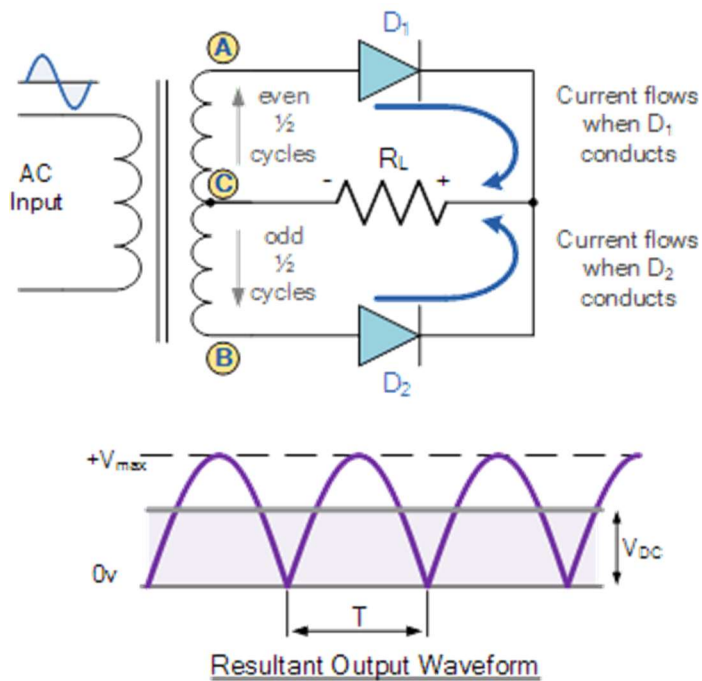 D1
A
even
½
cycles
Current flows
when D1
conducts
AC
Input
C
- RL +
odd
½
cycles
Current flows
when D2
conducts
B
D2
+Vmax
VDC
0v
T
Resultant Output Waveform